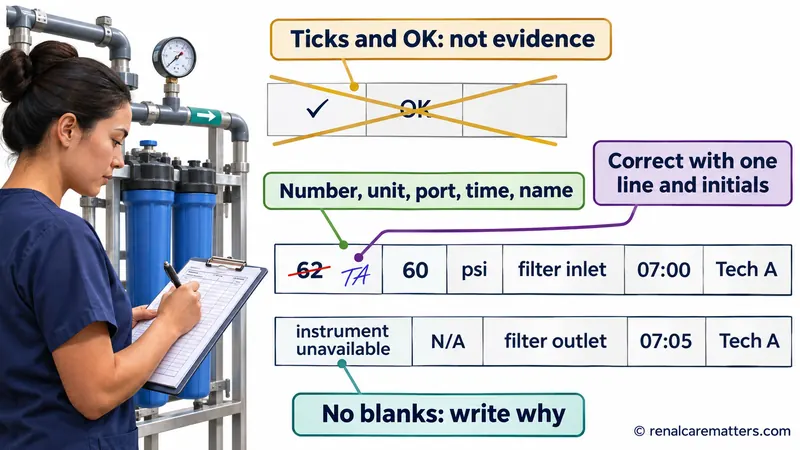 Ticks and OK: not evidence
✓ OK
Correct with one
line and initials
Number, unit, port, time, name
62 TA 60 psi filter inlet 07:00 Tech A
instrument
unavailable N/A filter outlet 07:05 Tech A
No blanks: write why
© renalcarematters.com